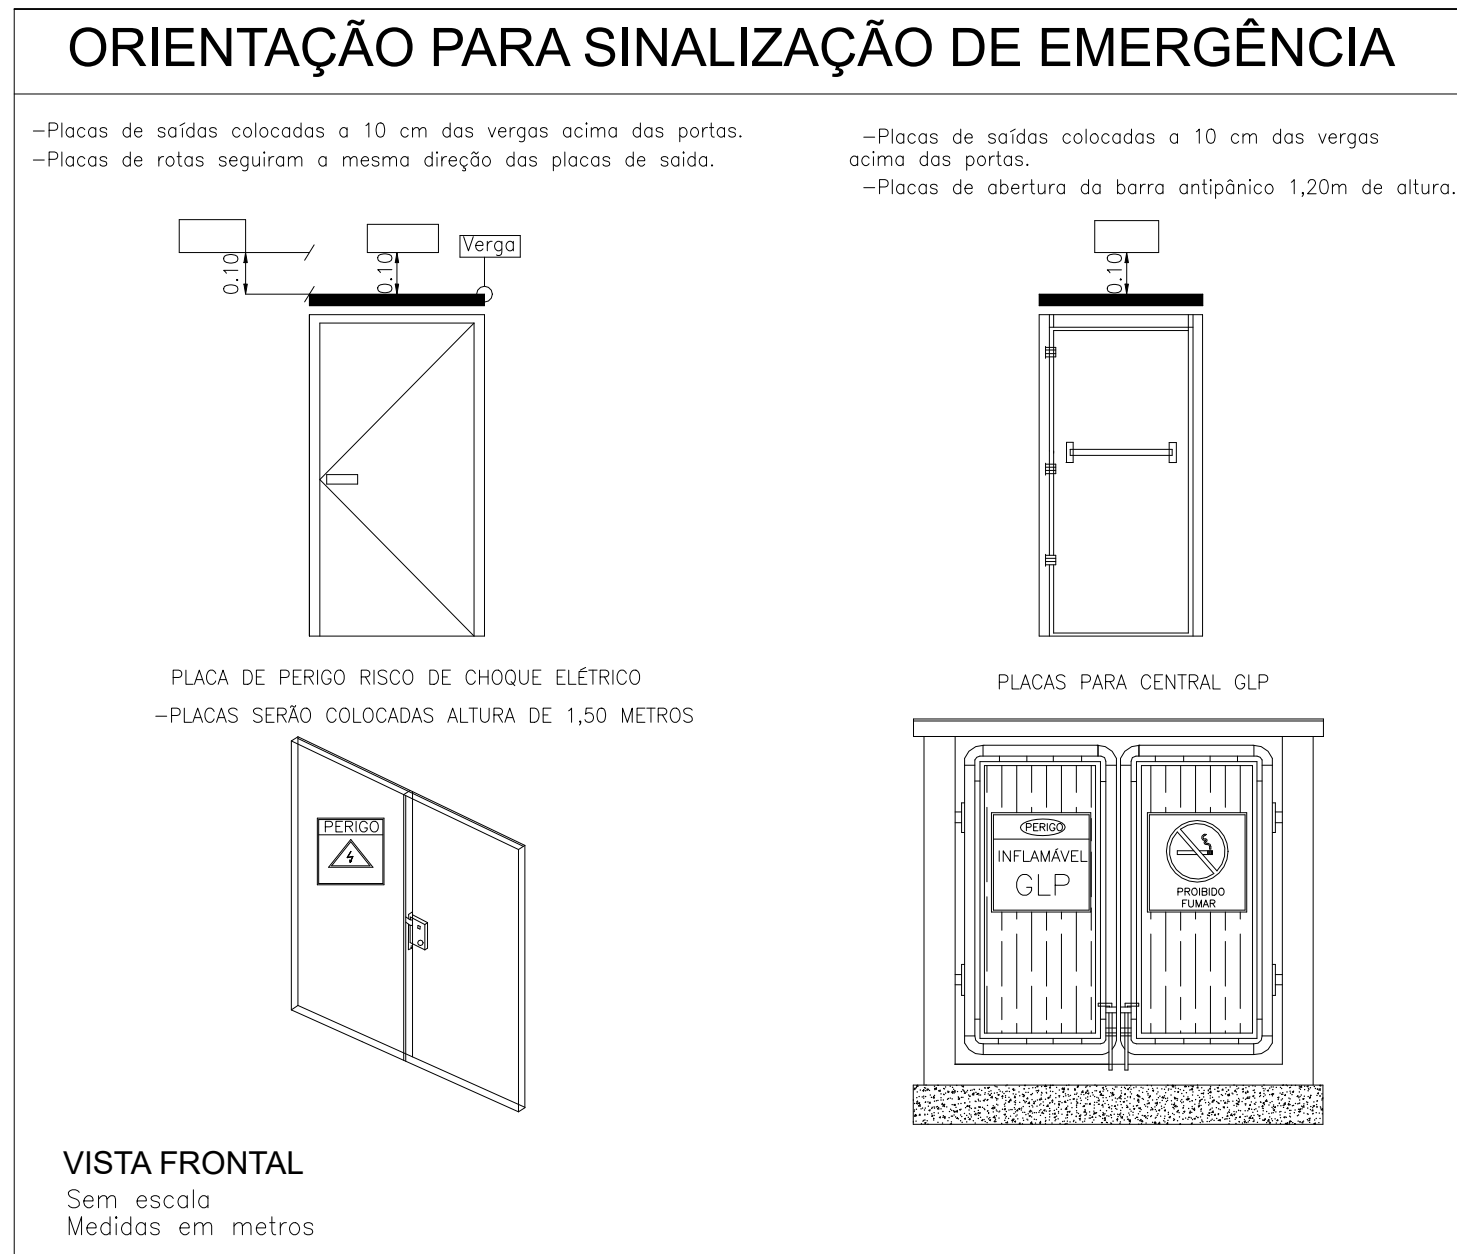 ORIENTAÇÃO PARA SINALIZAÇÃO DE EMERGÊNCIA
-Placas de saídas colocadas a 10 cm das vergas acima das portas.
-Placas de rotas seguiram a mesma direção das placas de saida.
0.10
0.10
Verga
-Placas de saídas colocadas a 10 cm das vergas
acima das portas.
-Placas de abertura da barra antipânico 1,20m de altura.
0.10
PLACA DE PERIGO RISCO DE CHOQUE ELÉTRICO
-PLACAS SERÃO COLOCADAS ALTURA DE 1,50 METROS
PERIGO
PLACAS PARA CENTRAL GLP
PERIGO
INFLAMÁVEL
GLP
PROIBIDO
FUMAR
VISTA FRONTAL
Sem escala
Medidas em metros